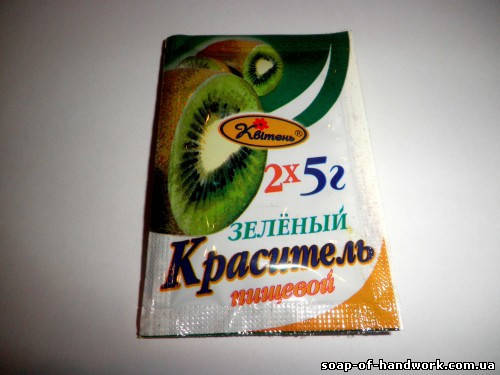 Квітень®
2х5г
ЗЕЛЁНЫЙ
Краситель
пищевой
soap-of-handwork.com.ua